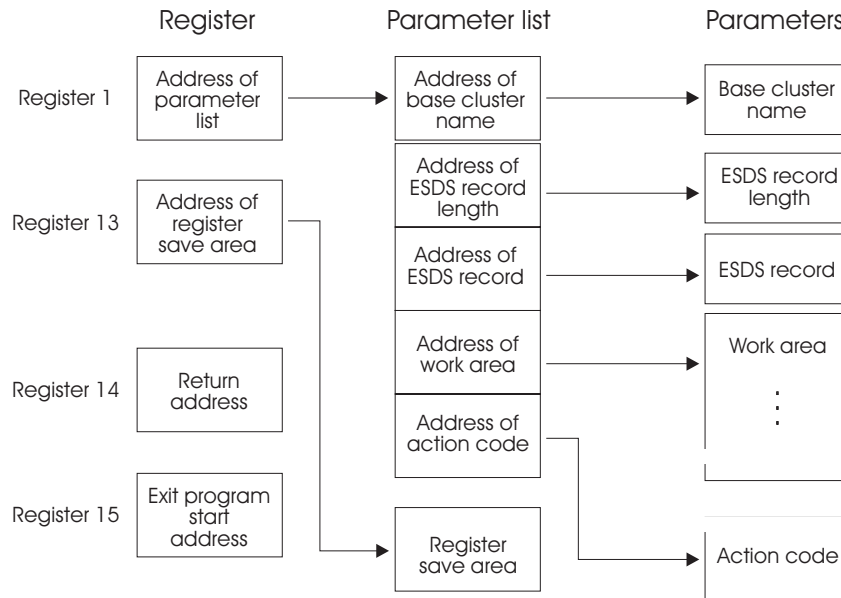 Register
Parameter list
Parameters
Register 1
Address of
parameter
list
Address of
base cluster
name
Base cluster
name
Address of
ESDS record
length
ESDS record
length
Register 13
Address of
register
save area
Address of
ESDS record
ESDS record
Address of
work area
Work area
Register 14
Return
address
Address of
action code
Register 15
Exit program
start
address
Register
save area
Action code